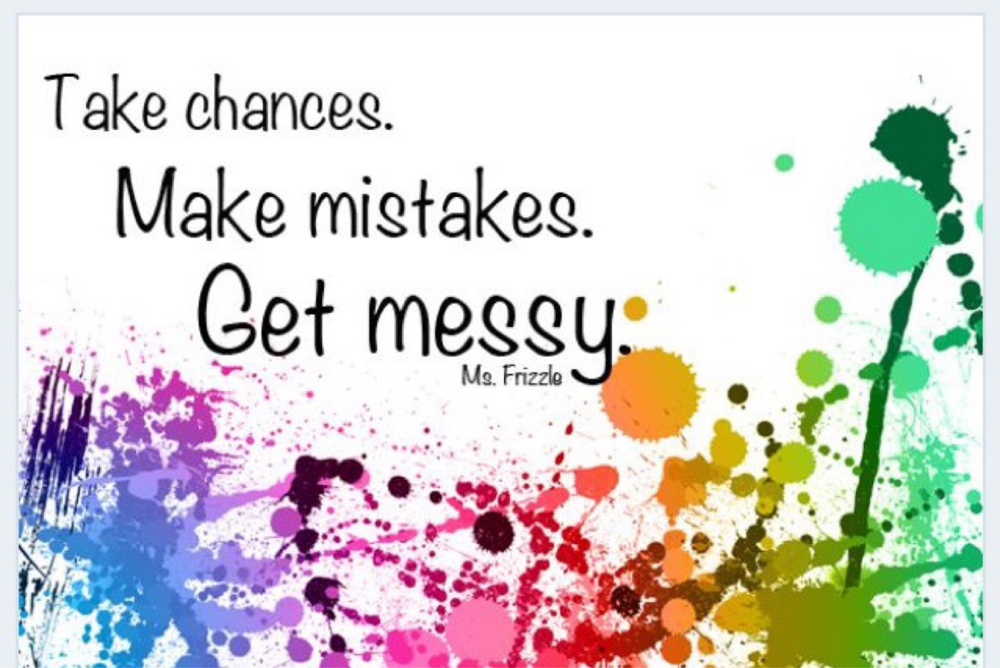 Take chances.
Make mistakes.
Get messy.
Ms. Frizzle